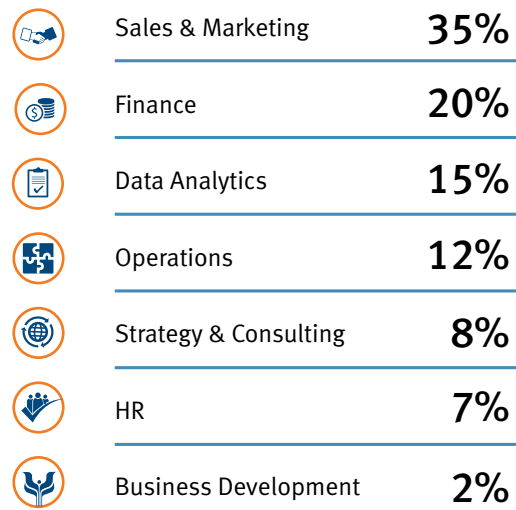 Sales & Marketing 35%
Finance 20%
Data Analytics 15%
Operations 12%
Strategy & Consulting 8%
HR 7%
Business Development 2%